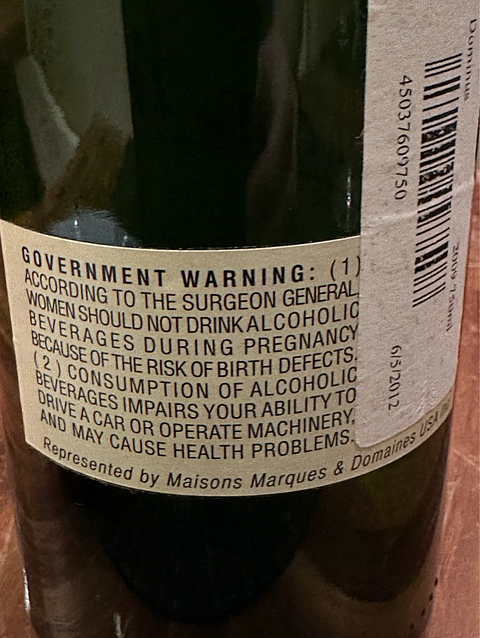 GOVERNMENT WARNING: (1)
ACCORDING TO THE SURGEON GENERAL
WOMEN SHOULD NOT DRINK ALCOHOLIC
BEVERAGES DURING PREGNANCY
BECAUSE OF THE RISK OF BIRTH DEFECTS.
(2) CONSUMPTION OF ALCOHOLIC
BEVERAGES IMPAIRS YOUR ABILITY TO
DRIVE A CAR OR OPERATE MACHINERY,
AND MAY CAUSE HEALTH PROBLEMS.
Represented by Maisons Marques & Domaines USA
Dominus
45037609750
2009 750ml
6/5/2012